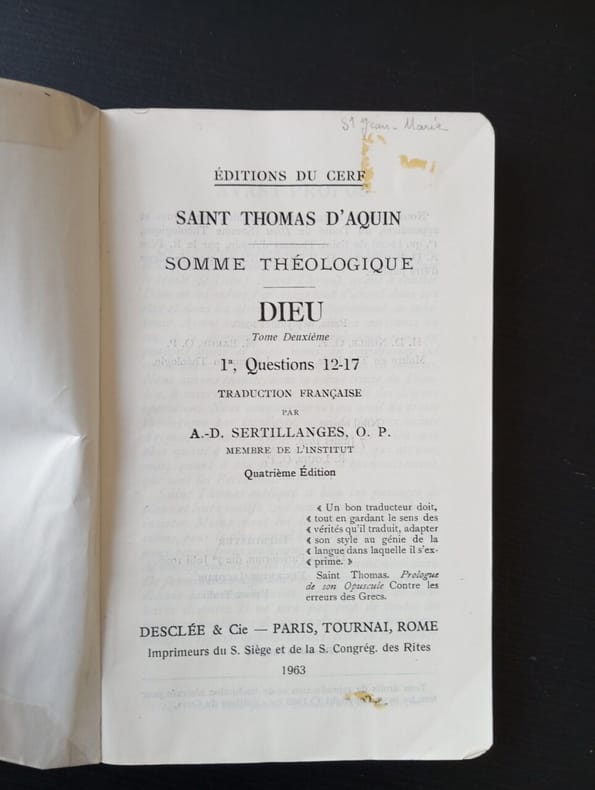 St Jean-Marie
ÉDITIONS DU CERF
SAINT THOMAS D'AQUIN
SOMME THÉOLOGIQUE
DIEU
Tome Deuxième
1ª, Questions 12-17
TRADUCTION FRANÇAISE
PAR
A.-D. SERTILLANGES, O. P.
MEMBRE DE L'INSTITUT
Quatrième Édition
« Un bon traducteur doit,
« tout en gardant le sens des
« vérités qu'il traduit, adapter
« son style au génie de la
« langue dans laquelle il s'ex-
« prime. »
Saint Thomas. Prologue
de son Opuscule Contre les
erreurs des Grecs.
DESCLÉE & Cie — PARIS, TOURNAI, ROME
Imprimeurs du S. Siège et de la S. Congrég. des Rites
1963